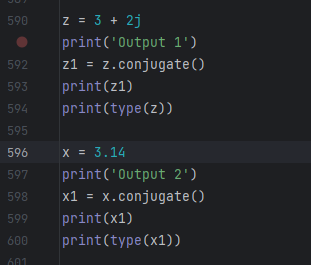 590 z = 3 + 2j
print('Output 1')
592 z1 = z.conjugate()
593 print(z1)
594 print(type(z))
595
596 x = 3.14
597 print('Output 2')
598 x1 = x.conjugate()
599 print(x1)
600 print(type(x1))